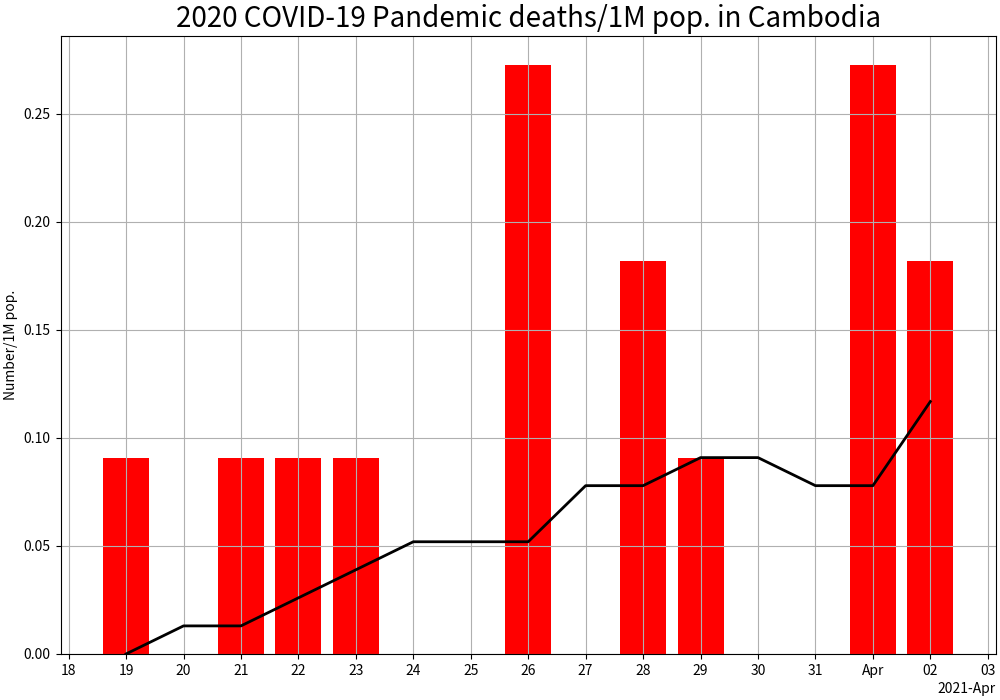 2020 COVID-19 Pandemic deaths/1M pop. in Cambodia
Number/1M pop.
0.25
0.20
0.15
0.10
0.05
0.00
18 19 20 21 22 23 24 25 26 27 28 29 30 31 Apr 02 03
2021-Apr